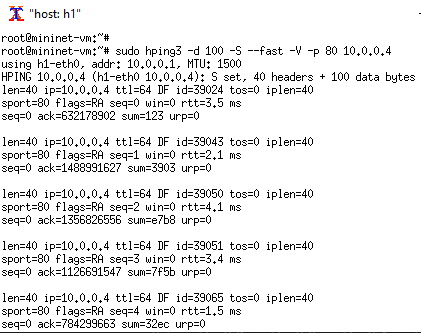 "host: h1"
root@mininet-vm:~#
root@mininet-vm:~# sudo hping3 -d 100 -S --fast -V -p 80 10.0.0.4
using h1-eth0, addr: 10.0.0.1, MTU: 1500
HPING 10.0.0.4 (h1-eth0 10.0.0.4): S set, 40 headers + 100 data bytes
len=40 ip=10.0.0.4 ttl=64 DF id=39024 tos=0 iplen=40
sport=80 flags=RA seq=0 win=0 rtt=3.5 ms
seq=0 ack=632178902 sum=123 urp=0

len=40 ip=10.0.0.4 ttl=64 DF id=39043 tos=0 iplen=40
sport=80 flags=RA seq=1 win=0 rtt=2.1 ms
seq=0 ack=1488991627 sum=3903 urp=0

len=40 ip=10.0.0.4 ttl=64 DF id=39050 tos=0 iplen=40
sport=80 flags=RA seq=2 win=0 rtt=4.1 ms
seq=0 ack=1356826556 sum=e7b8 urp=0

len=40 ip=10.0.0.4 ttl=64 DF id=39051 tos=0 iplen=40
sport=80 flags=RA seq=3 win=0 rtt=3.4 ms
seq=0 ack=1126691547 sum=7f5b urp=0

len=40 ip=10.0.0.4 ttl=64 DF id=39065 tos=0 iplen=40
sport=80 flags=RA seq=4 win=0 rtt=1.5 ms
seq=0 ack=784299663 sum=32ec urp=0